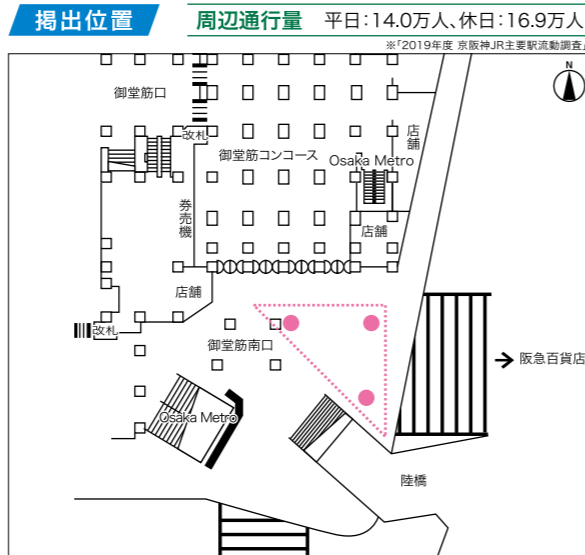 掲出位置
周辺通行量 平日:14.0万人、休日:16.9万人
※「2019年度 京阪神JR主要駅流動調査」
N
御堂筋口
改札
御堂筋コンコース
店舗
Osaka Metro
券売機
店舗
店舗
改札
御堂筋南口
阪急百貨店
Osaka Metro
陸橋